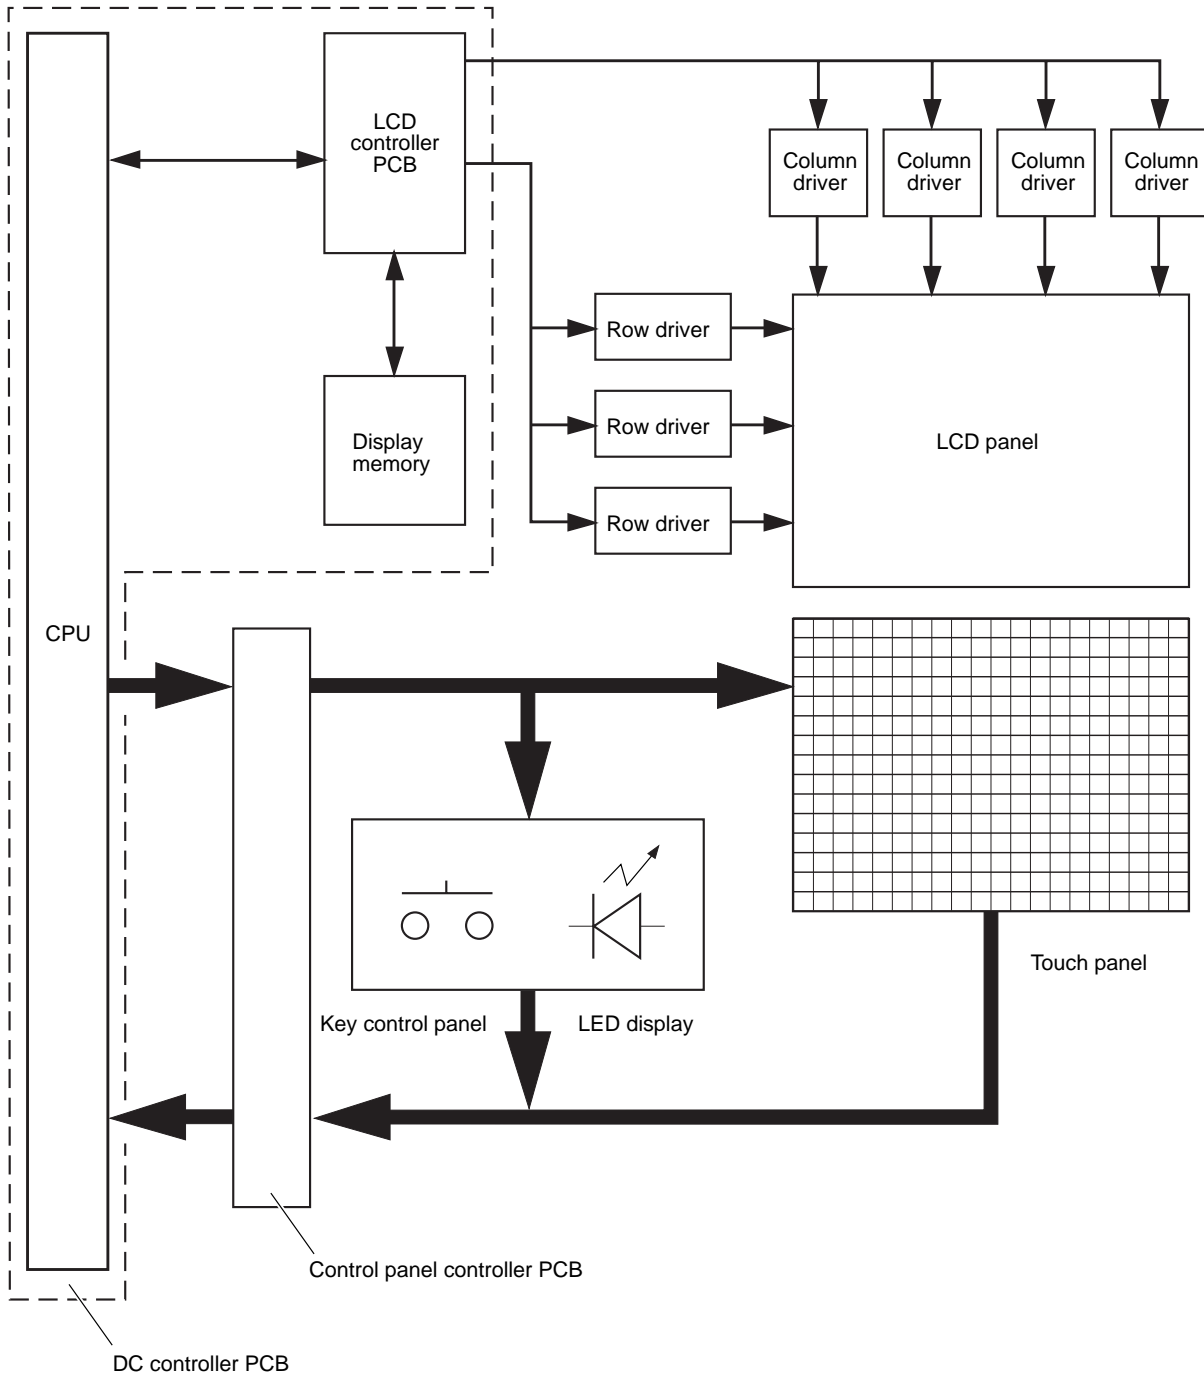 LCD
controller
PCB
Column
driver
Column
driver
Column
driver
Column
driver
Row driver
Row driver
Row driver
Display
memory
LCD panel
CPU
Touch panel
Key control panel
LED display
Control panel controller PCB
DC controller PCB